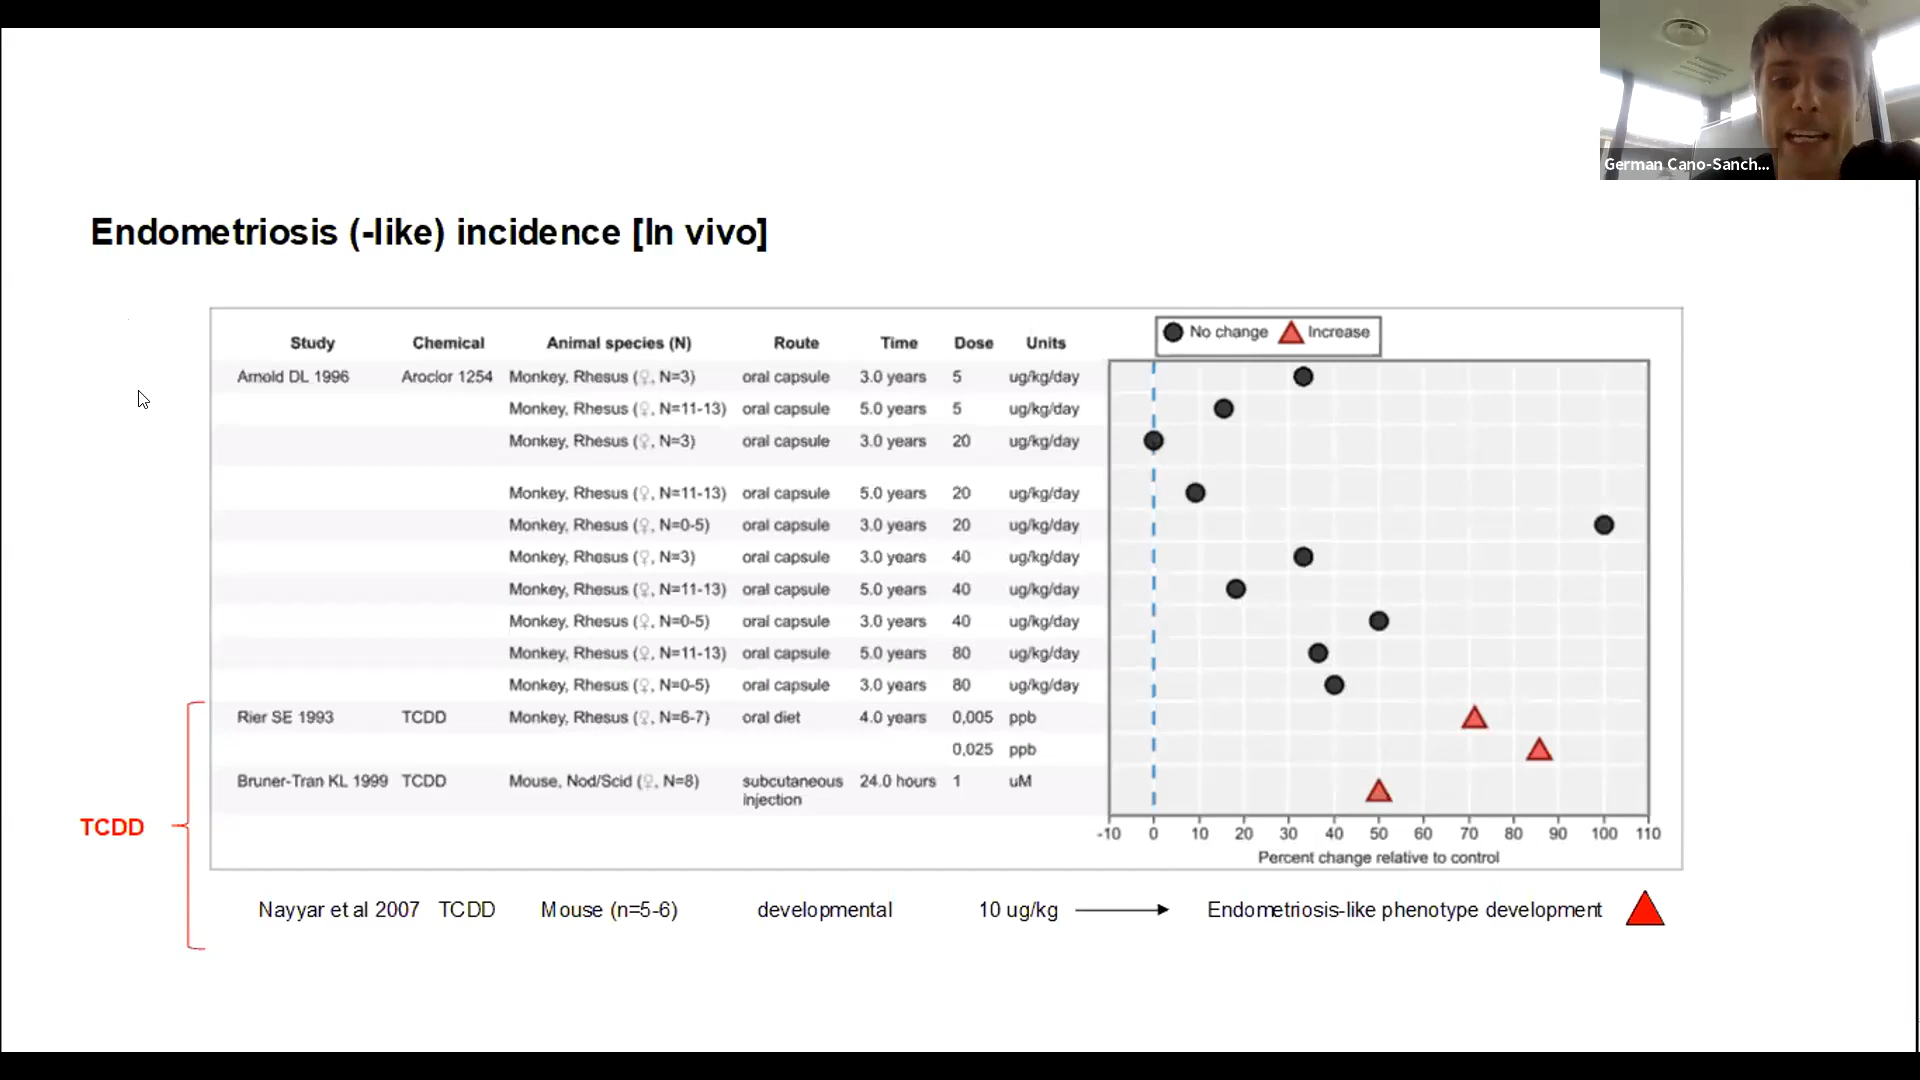 German Cano-Sanch...
Endometriosis (-like) incidence [In vivo]
No change Increase
Study Chemical Animal species (N) Route Time Dose Units
Arnold DL 1996 Aroclor 1254 Monkey, Rhesus (♀, N=3) oral capsule 3.0 years 5 ug/kg/day
Monkey, Rhesus (♀, N=11-13) oral capsule 5.0 years 5 ug/kg/day
Monkey, Rhesus (♀, N=3) oral capsule 3.0 years 20 ug/kg/day
Monkey, Rhesus (♀, N=11-13) oral capsule 5.0 years 20 ug/kg/day
Monkey, Rhesus (♀, N=0-5) oral capsule 3.0 years 20 ug/kg/day
Monkey, Rhesus (♀, N=3) oral capsule 3.0 years 40 ug/kg/day
Monkey, Rhesus (♀, N=11-13) oral capsule 5.0 years 40 ug/kg/day
Monkey, Rhesus (♀, N=0-5) oral capsule 3.0 years 40 ug/kg/day
Monkey, Rhesus (♀, N=11-13) oral capsule 5.0 years 80 ug/kg/day
Monkey, Rhesus (♀, N=0-5) oral capsule 3.0 years 80 ug/kg/day
Rier SE 1993 TCDD Monkey, Rhesus (♀, N=6-7) oral diet 4.0 years 0,005 ppb
0,025 ppb
Bruner-Tran KL 1999 TCDD Mouse, Nod/Scid (♀, N=8) subcutaneous 24.0 hours 1 uM
injection
TCDD
-10 0 10 20 30 40 50 60 70 80 90 100 110
Percent change relative to control
Nayyar et al 2007 TCDD Mouse (n=5-6) developmental 10 ug/kg Endometriosis-like phenotype development